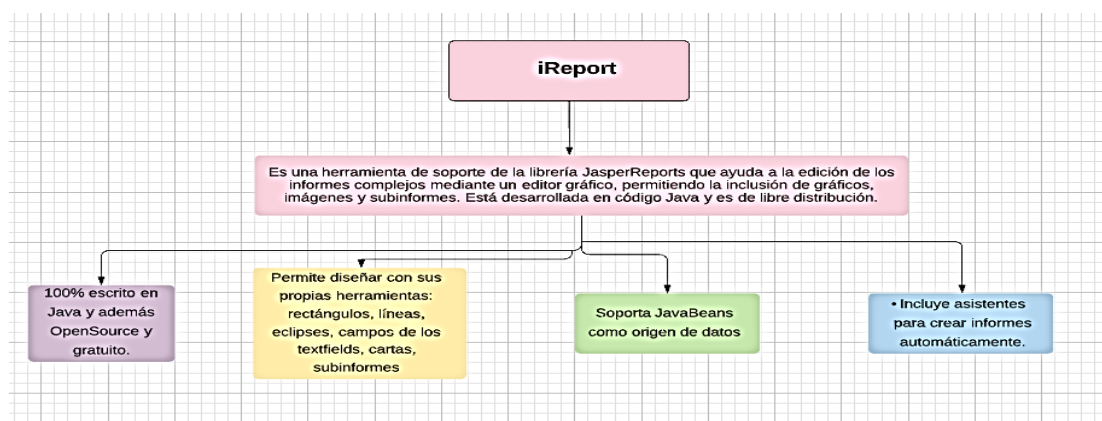 iReport
Es una herramienta de soporte de la librería JasperReports que ayuda a la edición de los
informes complejos mediante un editor gráfico, permitiendo la inclusión de gráficos,
imágenes y subinformes. Está desarrollada en código Java y es de libre distribución.
100% escrito en
Java y además
OpenSource y
gratuito.
Permite diseñar con sus
propias herramientas:
rectángulos, líneas,
eclipses, campos de los
textfields, cartas,
subinformes
Soporta JavaBeans
como origen de datos
• Incluye asistentes
para crear informes
automáticamente.